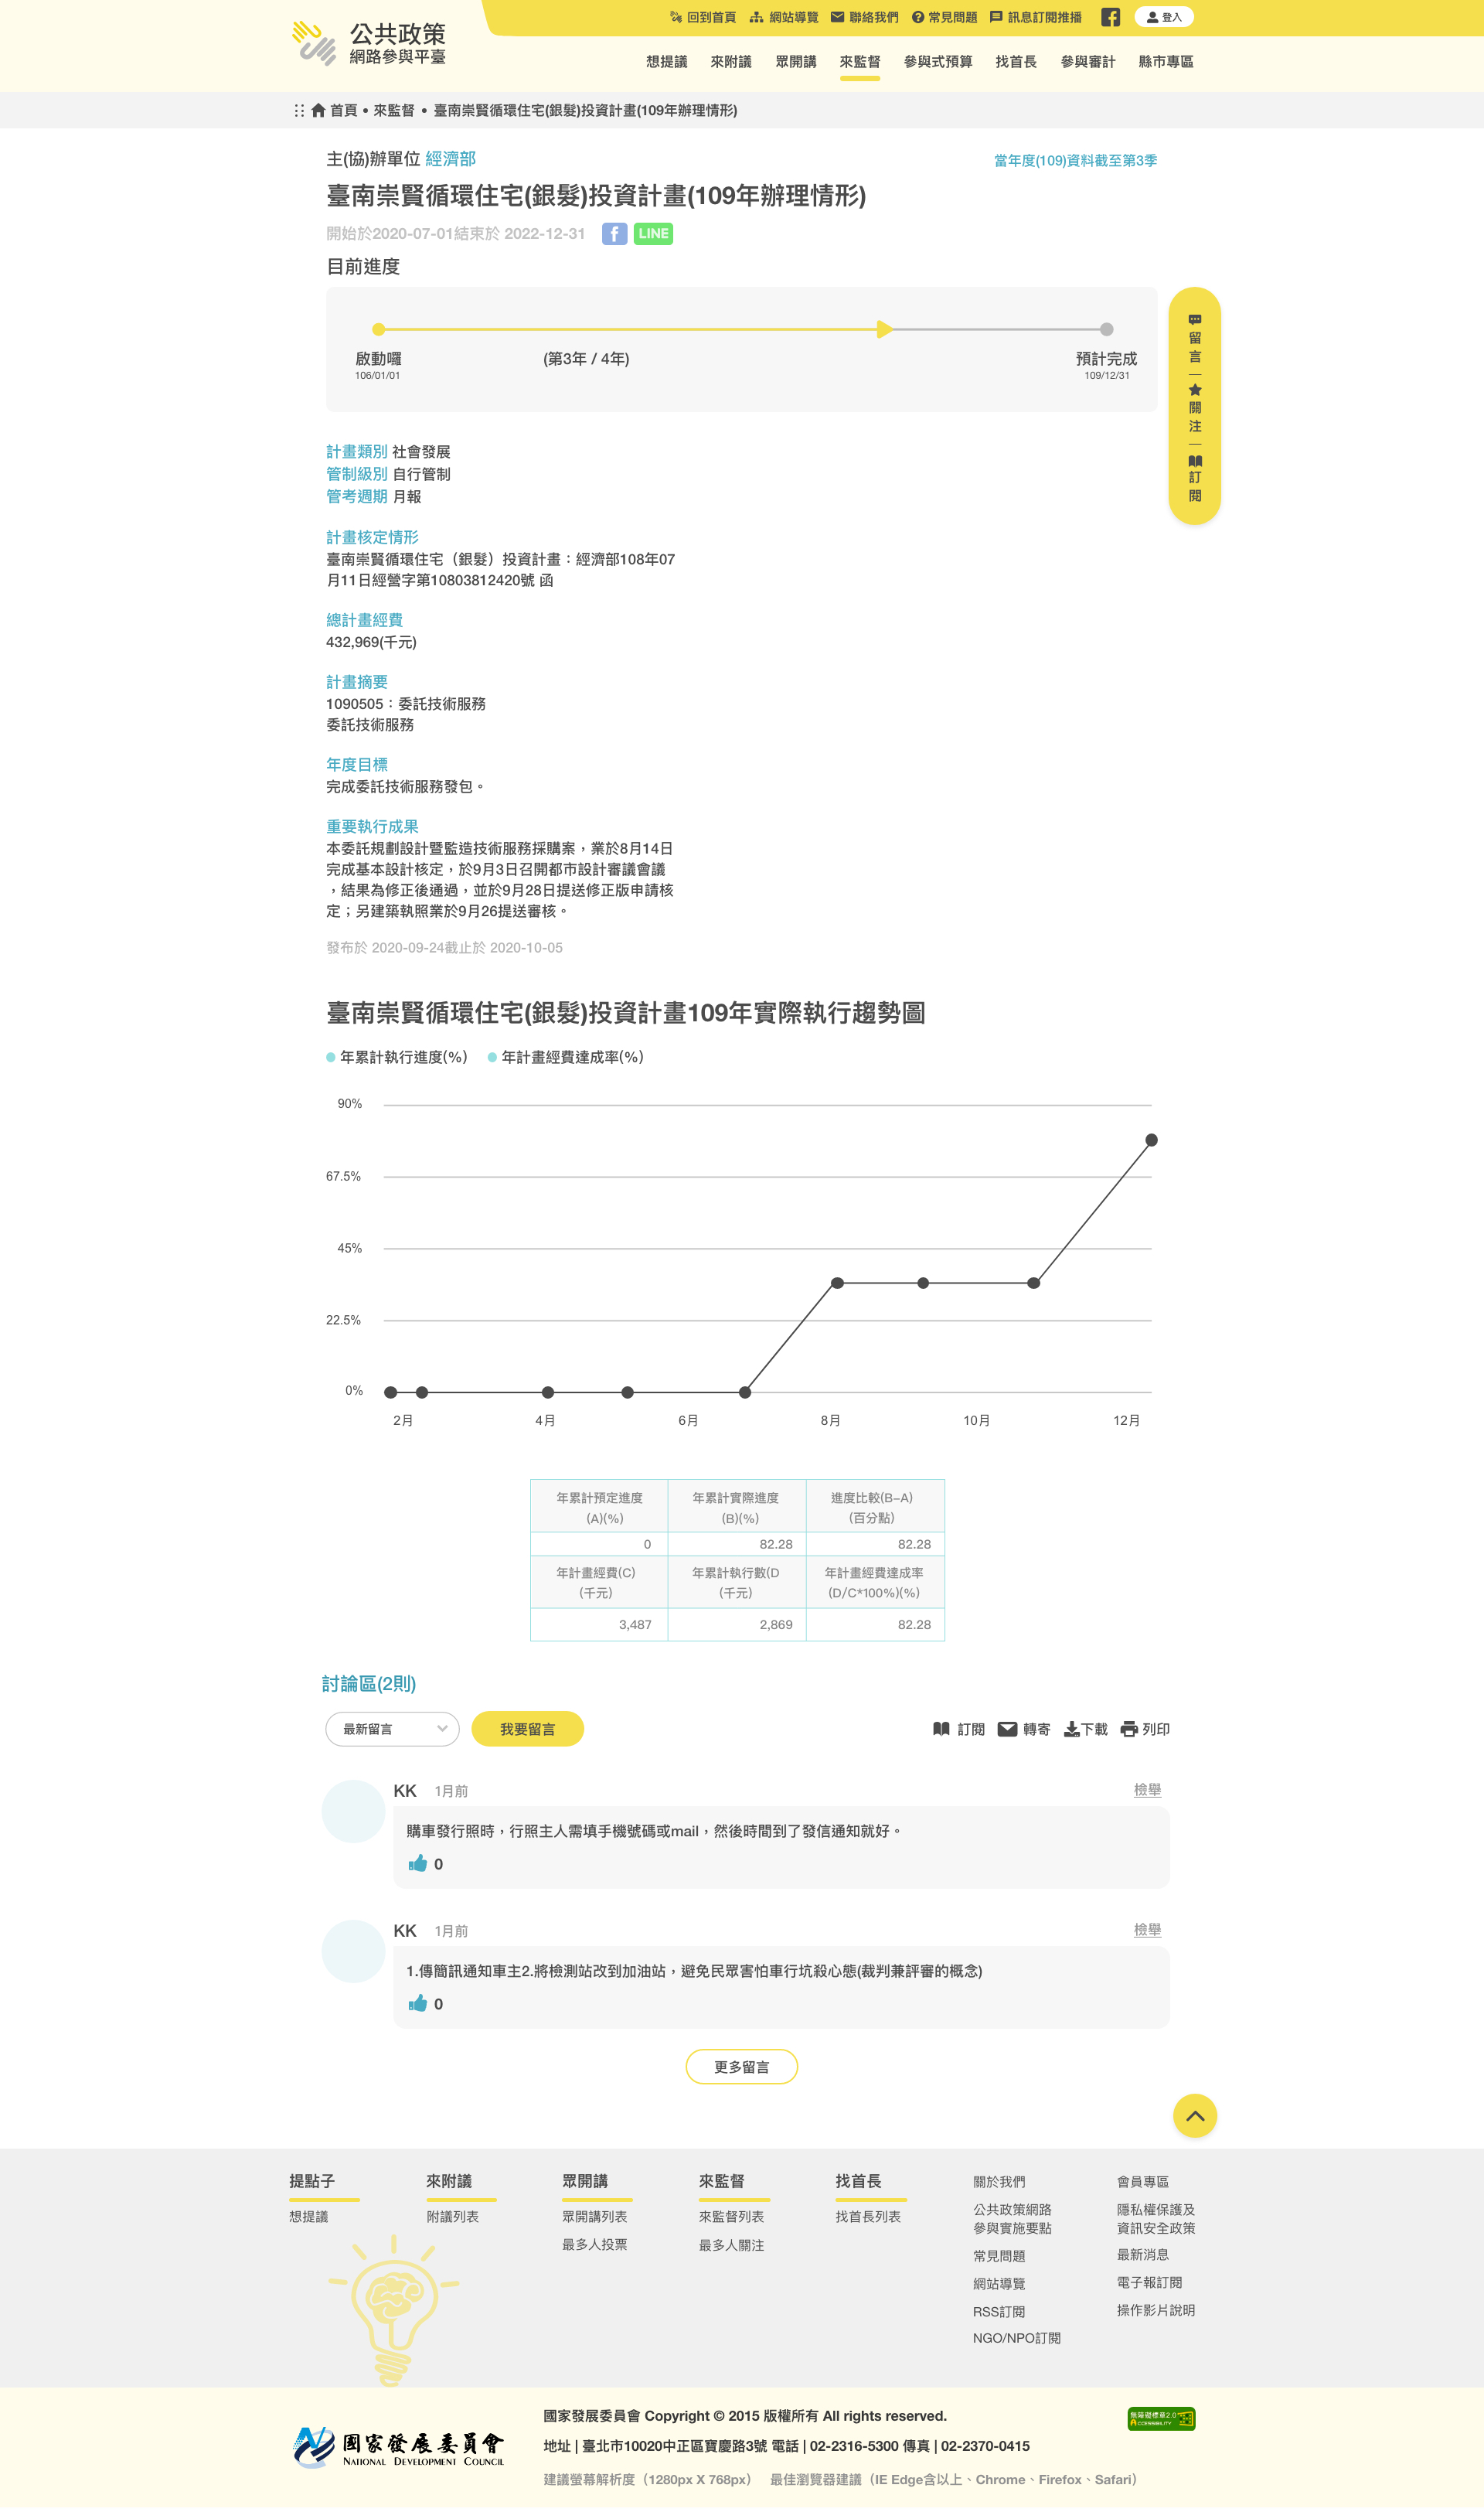 公共政策
網路參與平臺
回到首頁 網站導覽 聯絡我們 常見問題 訊息訂閱推播 登入
想提議 來附議 眾開講 來監督 參與式預算 找首長 參與審計 縣市專區
首頁 • 來監督 • 臺南崇賢循環住宅(銀髮)投資計畫(109年辦理情形)
主(協)辦單位 經濟部
當年度(109)資料截至第3季
臺南崇賢循環住宅(銀髮)投資計畫(109年辦理情形)
開始於2020-07-01結束於 2022-12-31 f LINE
目前進度
啟動囉 (第3年 / 4年) 預計完成
106/01/01 109/12/31
留言
關注
訂閱
計畫類別 社會發展
管制級別 自行管制
管考週期 月報
計畫核定情形
臺南崇賢循環住宅（銀髮）投資計畫：經濟部108年07
月11日經營字第10803812420號 函
總計畫經費
432,969(千元)
計畫摘要
1090505：委託技術服務
委託技術服務
年度目標
完成委託技術服務發包。
重要執行成果
本委託規劃設計暨監造技術服務採購案，業於8月14日
完成基本設計核定，於9月3日召開都市設計審議會議
，結果為修正後通過，並於9月28日提送修正版申請核
定；另建築執照業於9月26提送審核。
發布於 2020-09-24截止於 2020-10-05
臺南崇賢循環住宅(銀髮)投資計畫109年實際執行趨勢圖
年累計執行進度(%) 年計畫經費達成率(%)
90%
67.5%
45%
22.5%
0%
2月 4月 6月 8月 10月 12月
年累計預定進度 年累計實際進度 進度比較(B–A)
(A)(%) (B)(%) (百分點)
0 82.28 82.28
年計畫經費(C) 年累計執行數(D 年計畫經費達成率
(千元) (千元) (D/C*100%)(%)
3,487 2,869 82.28
討論區(2則)
最新留言 我要留言 訂閱 轉寄 下載 列印
KK 1月前 檢舉
購車發行照時，行照主人需填手機號碼或mail，然後時間到了發信通知就好。
0
KK 1月前 檢舉
1.傳簡訊通知車主2.將檢測站改到加油站，避免民眾害怕車行坑殺心態(裁判兼評審的概念)
0
更多留言
提點子 來附議 眾開講 來監督 找首長 關於我們 會員專區
想提議 附議列表 眾開講列表 來監督列表 找首長列表 公共政策網路 隱私權保護及
參與實施要點 資訊安全政策
最多人投票 最多人關注 常見問題 最新消息
網站導覽 電子報訂閱
RSS訂閱 操作影片說明
NGO/NPO訂閱
國家發展委員會
NATIONAL DEVELOPMENT COUNCIL
國家發展委員會 Copyright © 2015 版權所有 All rights reserved.
無障礙標章2.0
ACCESSIBILITY
地址 | 臺北市10020中正區寶慶路3號 電話 | 02-2316-5300 傳真 | 02-2370-0415
建議螢幕解析度（1280px X 768px） 最佳瀏覽器建議（IE Edge含以上、Chrome、Firefox、Safari）